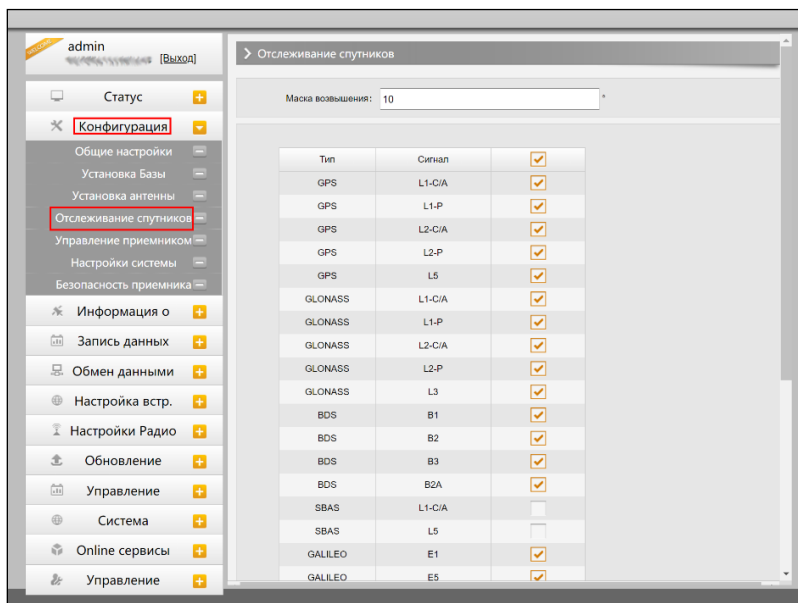 WELCOME
admin
[Выход]
Статус
Конфигурация
Общие настройки
Установка Базы
Установка антенны
Отслеживание спутников
Управление приемником
Настройки системы
Безопасность приемника
Информация о
Запись данных
Обмен данными
Настройка встр.
Настройки Радио
Обновление
Управление
Система
Online сервисы
Управление
Отслеживание спутников
Маска возвышения: 10 *
Тип Сигнал
GPS L1-C/A
GPS L1-P
GPS L2-C/A
GPS L2-P
GPS L5
GLONASS L1-C/A
GLONASS L1-P
GLONASS L2-C/A
GLONASS L2-P
GLONASS L3
BDS B1
BDS B2
BDS B3
BDS B2A
SBAS L1-C/A
SBAS L5
GALILEO E1
GALILEO E5